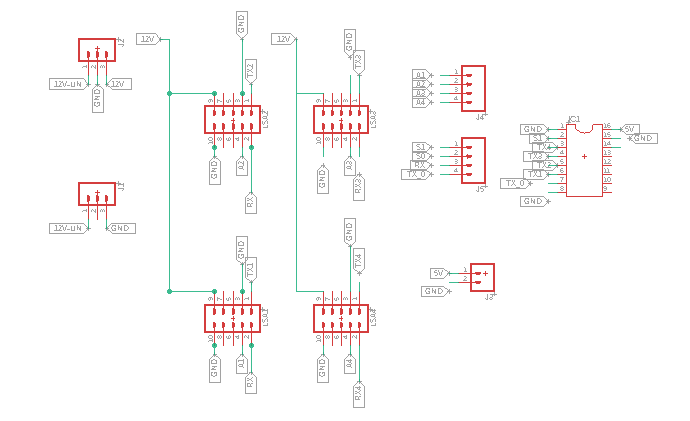 J2
1 2 3
12V-UN
GND
12V
J1
1 2 3
12V-UN
GND
12V
GND
TX2
9 7 5 3 1
10 8 6 4 2
LSA2
GND
A2
RX
GND
TX1
9 7 5 3 1
10 8 6 4 2
LSA1
GND
A1
RX
12V
GND
TX3
9 7 5 3 1
10 8 6 4 2
LSA3
GND
A3
RX3
GND
TX4
9 7 5 3 1
10 8 6 4 2
LSA4
GND
A4
RX4
A1 1
A2 2
A3 3
A4 4
J4
S1 1
S0 2
RX 3
TX_0 4
J5
5V 1
GND 2
J3
IC1
GND 1
S1 2
3
TX3 4
TX2 5
TX1 6
TX_0 7
GND 8
16 5V
15 GND
14
13
12
11
10
9